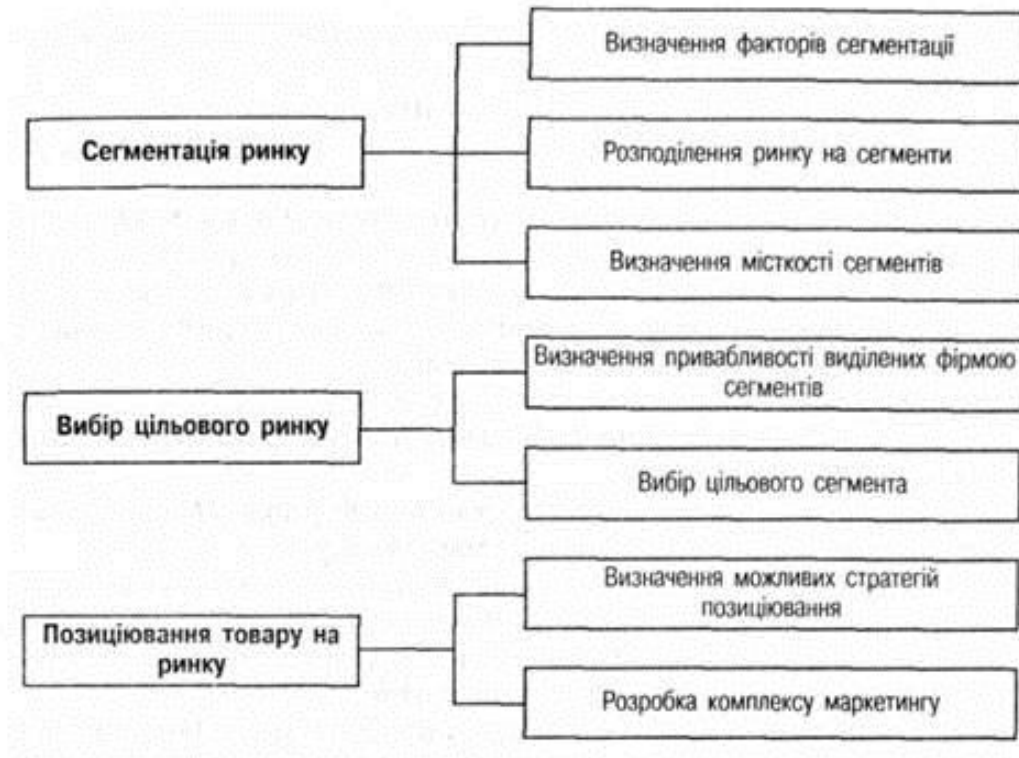 Сегментація ринку
Визначення факторів сегментації
Розподілення ринку на сегменти
Визначення місткості сегментів
Вибір цільового ринку
Визначення привабливості виділених фірмою
сегментів
Вибір цільового сегмента
Позиціювання товару на
ринку
Визначення можливих стратегій
позиціювання
Розробка комплексу маркетингу